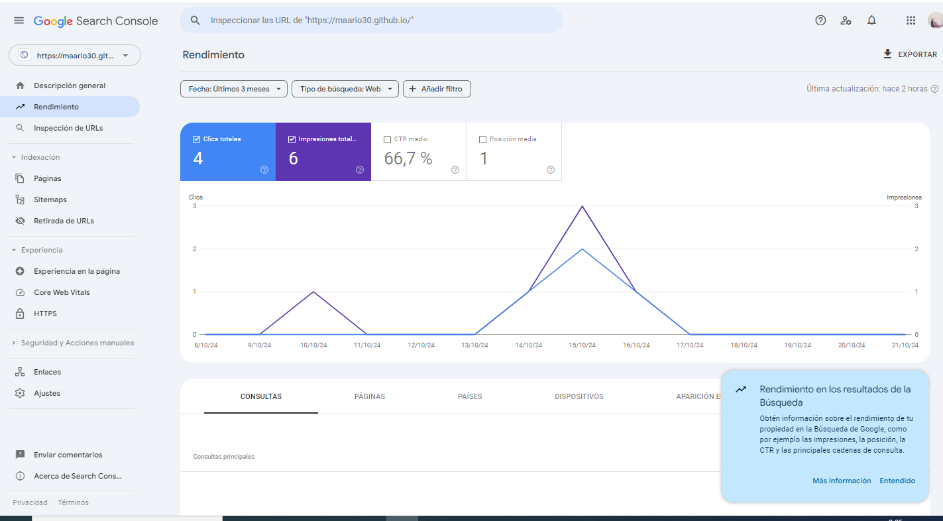 Google Search Console
Inspeccionar las URL de "https://maario30.github.io/"
https://maario30.git...
Rendimiento
EXPORTAR
Fecha: Últimos 3 meses
Tipo de búsqueda: Web
Añadir filtro
Última actualización: hace 2 horas
Descripción general
Rendimiento
Inspección de URLs
Indexación
Páginas
Sitemaps
Retirada de URLs
Experiencia
Experiencia en la página
Core Web Vitals
HTTPS
Seguridad y Acciones manuales
Enlaces
Ajustes
Enviar comentarios
Acerca de Search Cons...
Privacidad Términos
Clics totales
4
Impresiones total...
6
CTR medio
66,7 %
Posición media
1
Clics
Impresiones
3
2
1
0
3
2
1
0
8/10/24 9/10/24 10/10/24 11/10/24 12/10/24 13/10/24 14/10/24 15/10/24 16/10/24 17/10/24 18/10/24 19/10/24 20/10/24 21/10/24
CONSULTAS PÁGINAS PAÍSES DISPOSITIVOS APARICIÓN
Consultas principales
Rendimiento en los resultados de la
Búsqueda
Obtén información sobre el rendimiento de tu
propiedad en la Búsqueda de Google, como
por ejemplo las impresiones, la posición, la
CTR y las principales cadenas de consulta.
Más información Entendido